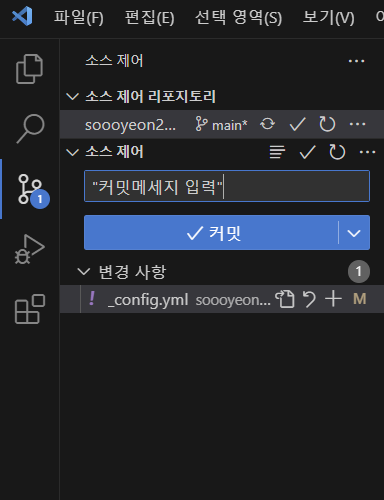 파일(F) 편집(E) 선택 영역(S) 보기(V)
소스 제어 ...
소스 제어 리포지토리
soooyeon2... main* ...
소스 제어 ...
"커밋메세지 입력"
커밋
변경 사항 1
! _config.yml soooyeon... M
1